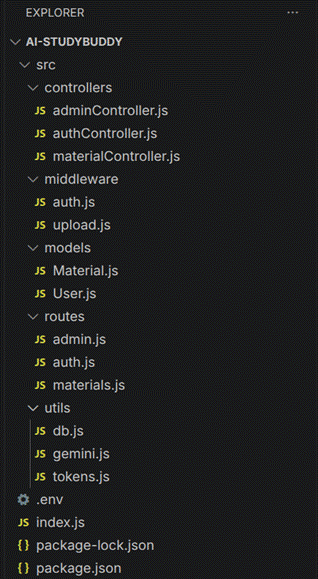 EXPLORER ...
AI-STUDYBUDDY
src
controllers
JS adminController.js
JS authController.js
JS materialController.js
middleware
JS auth.js
JS upload.js
models
JS Material.js
JS User.js
routes
JS admin.js
JS auth.js
JS materials.js
utils
JS db.js
JS gemini.js
JS tokens.js
.env
JS index.js
{} package-lock.json
{} package.json